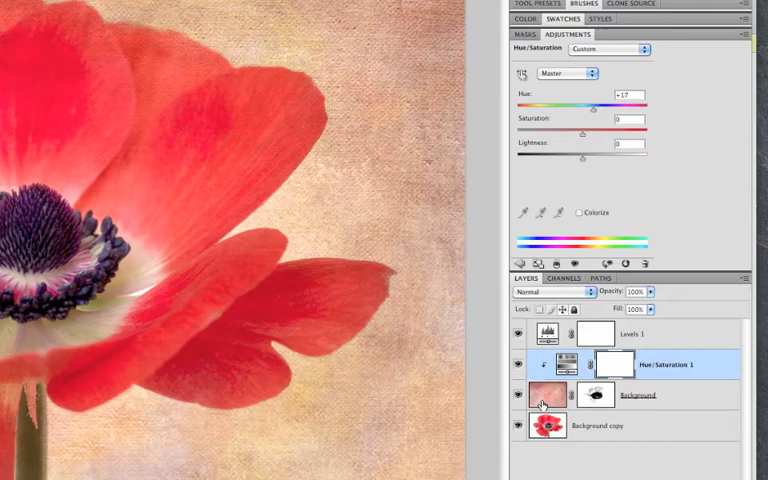 TOOL PRESETS BRUSHES CLONE SOURCE
COLOR SWATCHES STYLES
MASKS ADJUSTMENTS
Hue/Saturation Custom
Master
Hue: +17
Saturation: 0
Lightness: 0
Colorize
LAYERS CHANNELS PATHS
Normal Opacity: 100%
Lock: Fill: 100%
Levels 1
Hue/Saturation 1
Background
Background copy